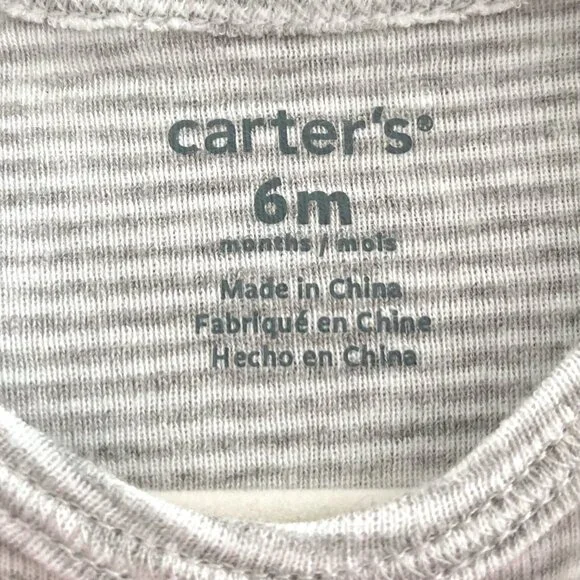 carter's®
6m
months / mois
Made in China
Fabriqué en Chine
Hecho en China